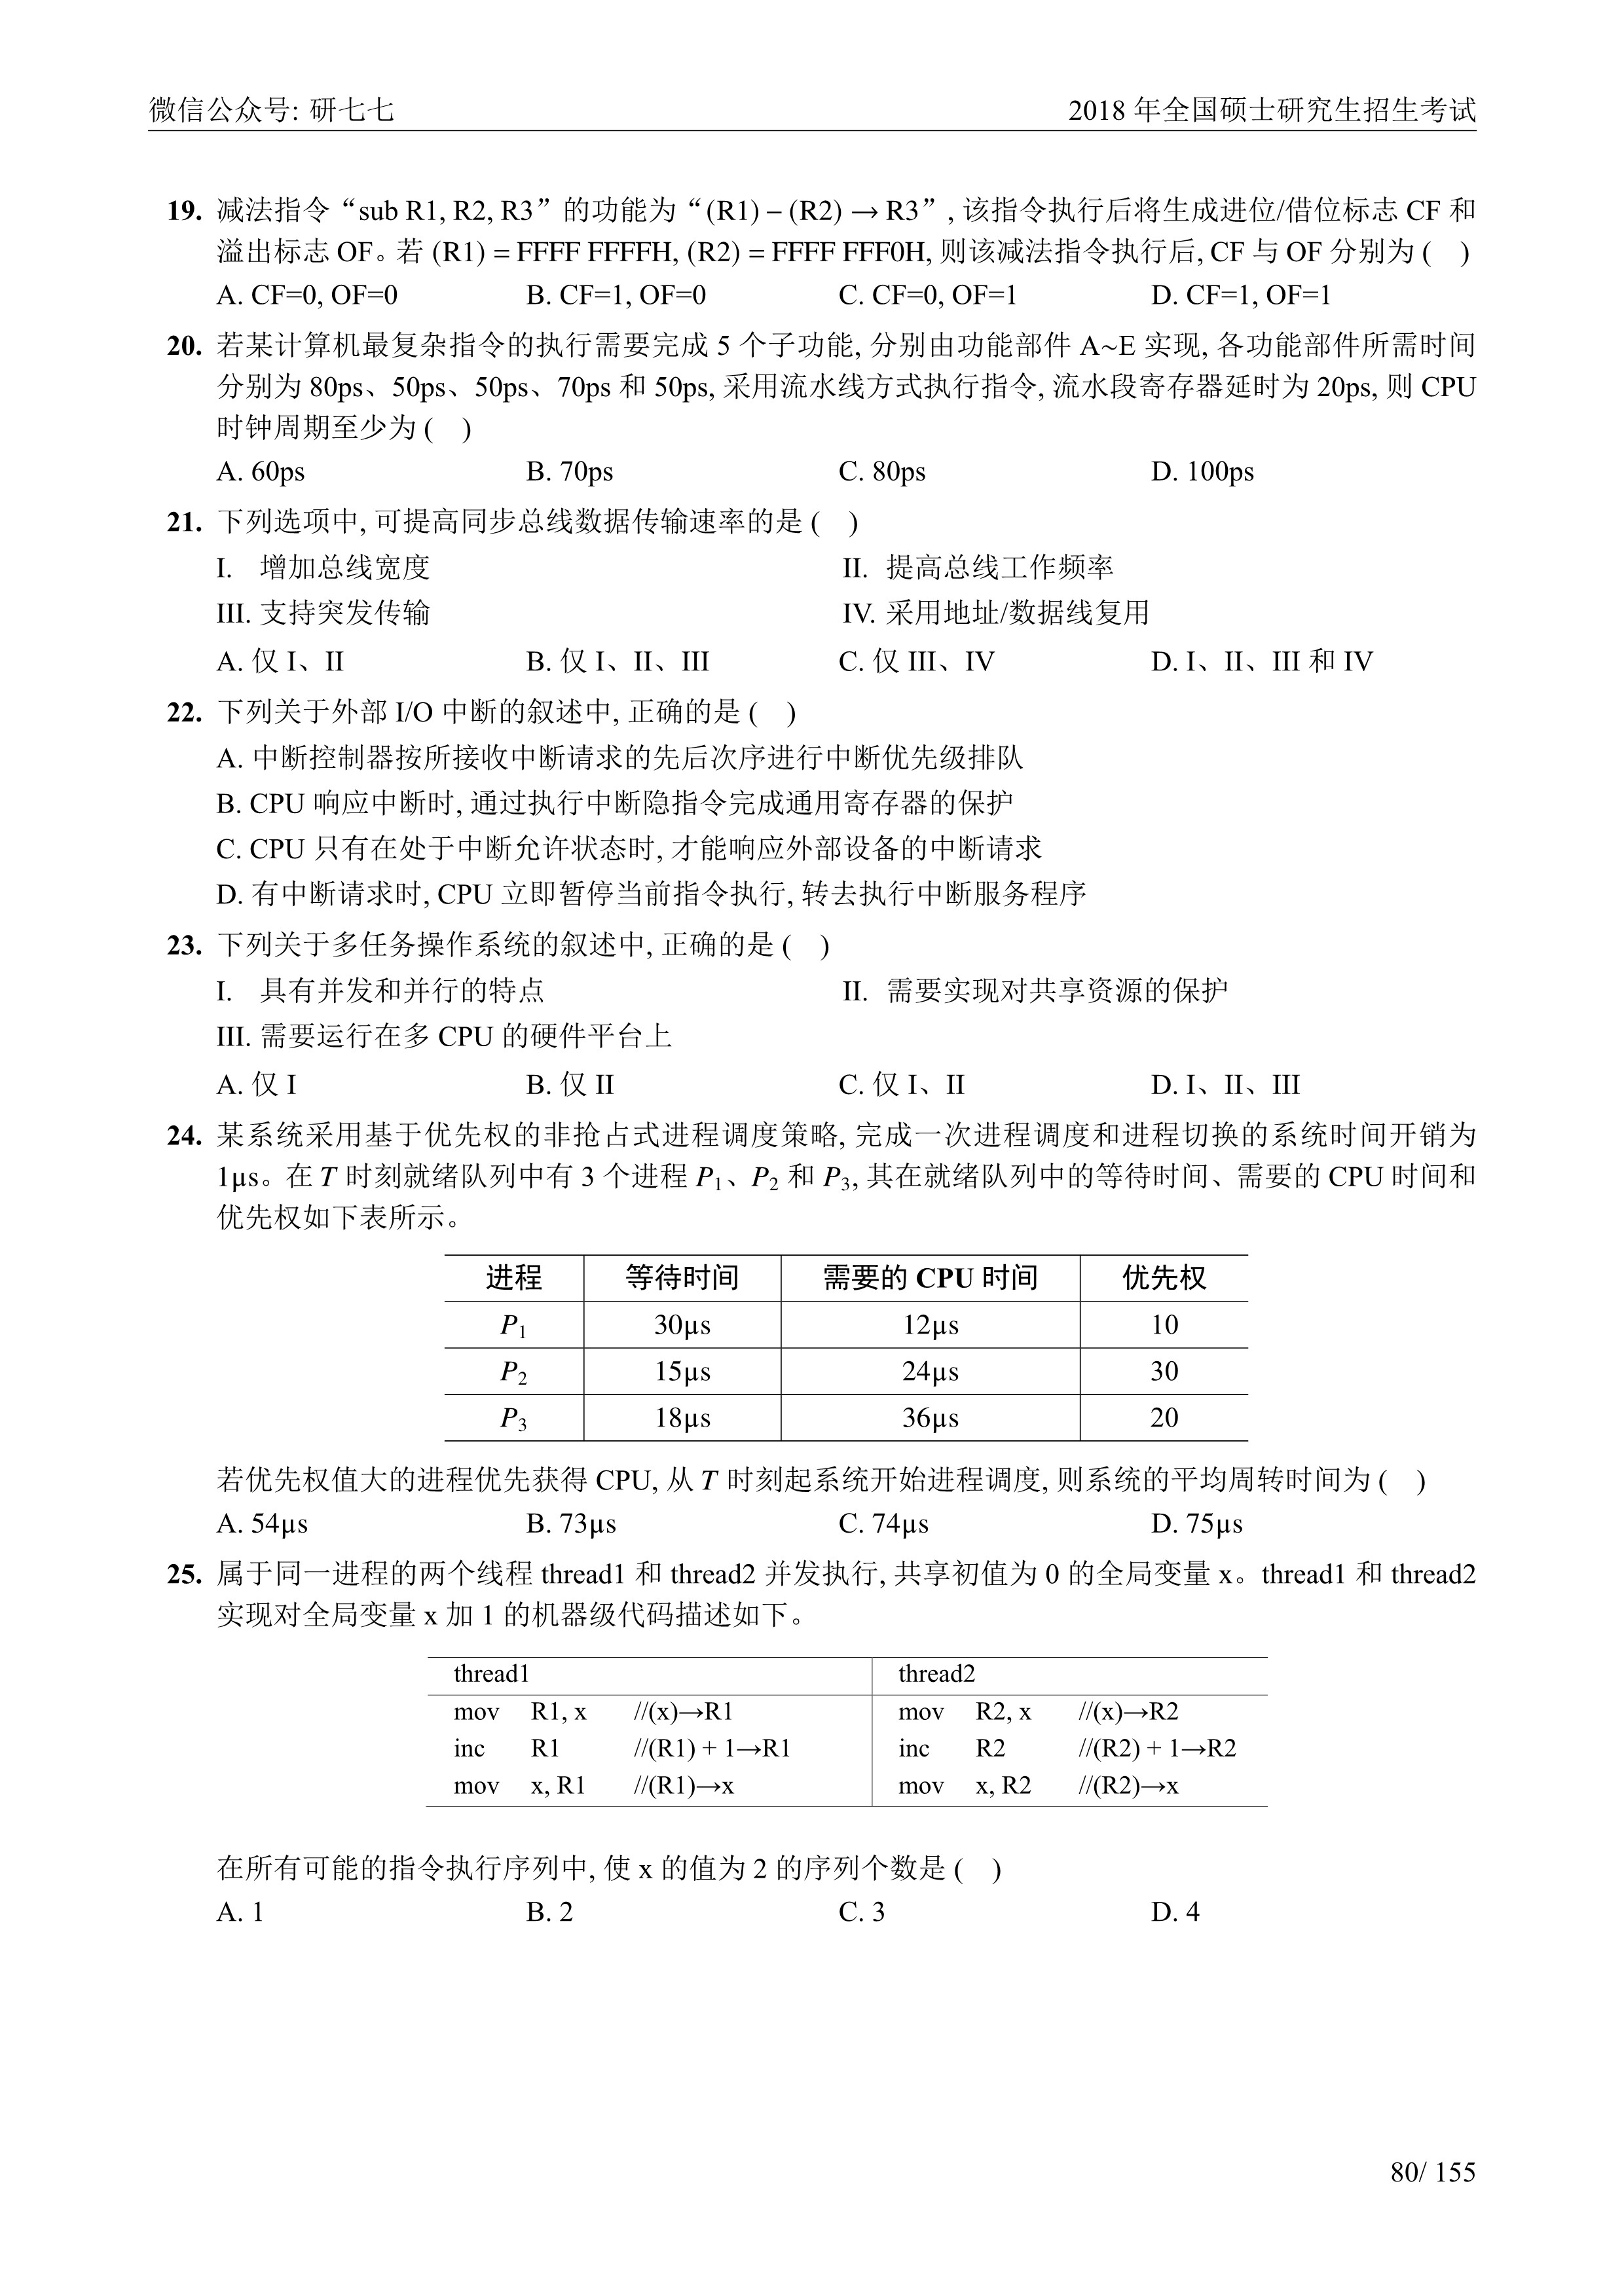 微信公众号: 研七七
2018 年全国硕士研究生招生考试
19. 减法指令“sub R1, R2, R3”的功能为“(R1) – (R2) → R3”, 该指令执行后将生成进位/借位标志 CF 和
溢出标志 OF。若 (R1) = FFFF FFFFH, (R2) = FFFF FFF0H, 则该减法指令执行后, CF 与 OF 分别为 ( )
A. CF=0, OF=0 B. CF=1, OF=0 C. CF=0, OF=1 D. CF=1, OF=1
20. 若某计算机最复杂指令的执行需要完成 5 个子功能, 分别由功能部件 A~E 实现, 各功能部件所需时间
分别为 80ps、50ps、50ps、70ps 和 50ps, 采用流水线方式执行指令, 流水段寄存器延时为 20ps, 则 CPU
时钟周期至少为 ( )
A. 60ps B. 70ps C. 80ps D. 100ps
21. 下列选项中, 可提高同步总线数据传输速率的是 ( )
I. 增加总线宽度 II. 提高总线工作频率
III. 支持突发传输 IV. 采用地址/数据线复用
A. 仅 I、II B. 仅 I、II、III C. 仅 III、IV D. I、II、III 和 IV
22. 下列关于外部 I/O 中断的叙述中, 正确的是 ( )
A. 中断控制器按所接收中断请求的先后次序进行中断优先级排队
B. CPU 响应中断时, 通过执行中断隐指令完成通用寄存器的保护
C. CPU 只有在处于中断允许状态时, 才能响应外部设备的中断请求
D. 有中断请求时, CPU 立即暂停当前指令执行, 转去执行中断服务程序
23. 下列关于多任务操作系统的叙述中, 正确的是 ( )
I. 具有并发和并行的特点 II. 需要实现对共享资源的保护
III. 需要运行在多 CPU 的硬件平台上
A. 仅 I B. 仅 II C. 仅 I、II D. I、II、III
24. 某系统采用基于优先权的非抢占式进程调度策略, 完成一次进程调度和进程切换的系统时间开销为
1μs。在 T 时刻就绪队列中有 3 个进程 P₁、P₂ 和 P₃, 其在就绪队列中的等待时间、需要的 CPU 时间和
优先权如下表所示。
进程 等待时间 需要的 CPU 时间 优先权
P₁ 30μs 12μs 10
P₂ 15μs 24μs 30
P₃ 18μs 36μs 20
若优先权值大的进程优先获得 CPU, 从 T 时刻起系统开始进程调度, 则系统的平均周转时间为 ( )
A. 54μs B. 73μs C. 74μs D. 75μs
25. 属于同一进程的两个线程 thread1 和 thread2 并发执行, 共享初值为 0 的全局变量 x。thread1 和 thread2
实现对全局变量 x 加 1 的机器级代码描述如下。
thread1 thread2
mov R1, x //(x)→R1 mov R2, x //(x)→R2
inc R1 //(R1) + 1→R1 inc R2 //(R2) + 1→R2
mov x, R1 //(R1)→x mov x, R2 //(R2)→x
在所有可能的指令执行序列中, 使 x 的值为 2 的序列个数是 ( )
A. 1 B. 2 C. 3 D. 4
80/ 155